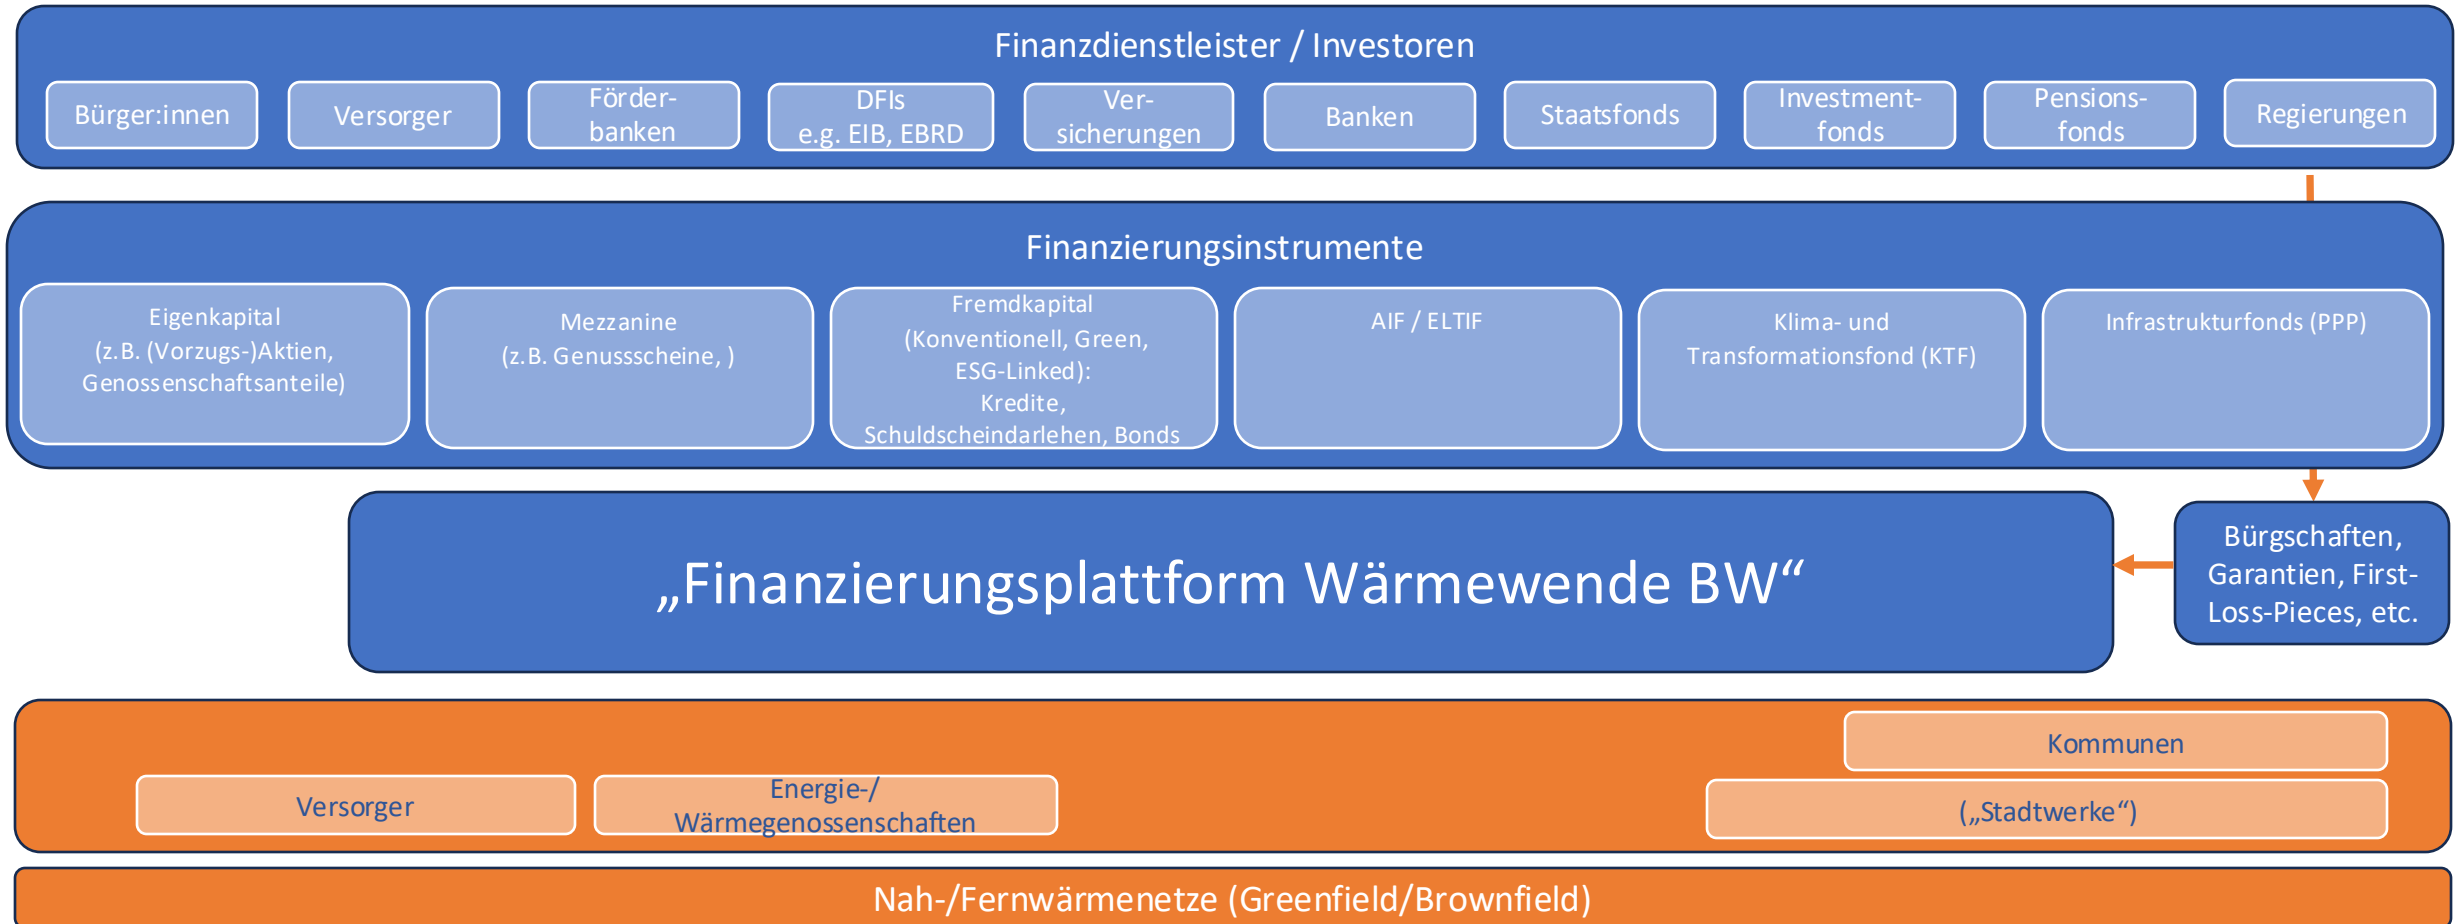 Finanzdienstleister / Investoren
Bürger:innen
Versorger
Förder-
banken
DFIs
e.g. EIB, EBRD
Ver-
sicherungen
Banken
Staatsfonds
Investment-
fonds
Pensions-
fonds
Regierungen
Finanzierungsinstrumente
Eigenkapital
(z.B. (Vorzugs-)Aktien,
Genossenschaftsanteile)
Mezzanine
(z.B. Genussscheine, )
Fremdkapital
(Konventionell, Green,
ESG-Linked):
Kredite,
Schuldscheindarlehen, Bonds
AIF / ELTIF
Klima- und
Transformationsfond (KTF)
Infrastrukturfonds (PPP)
„Finanzierungsplattform Wärmewende BW“
Bürgschaften,
Garantien, First-
Loss-Pieces, etc.
Kommunen
Versorger
Energie-/
Wärmegenossenschaften
(„Stadtwerke“)
Nah-/Fernwärmenetze (Greenfield/Brownfield)